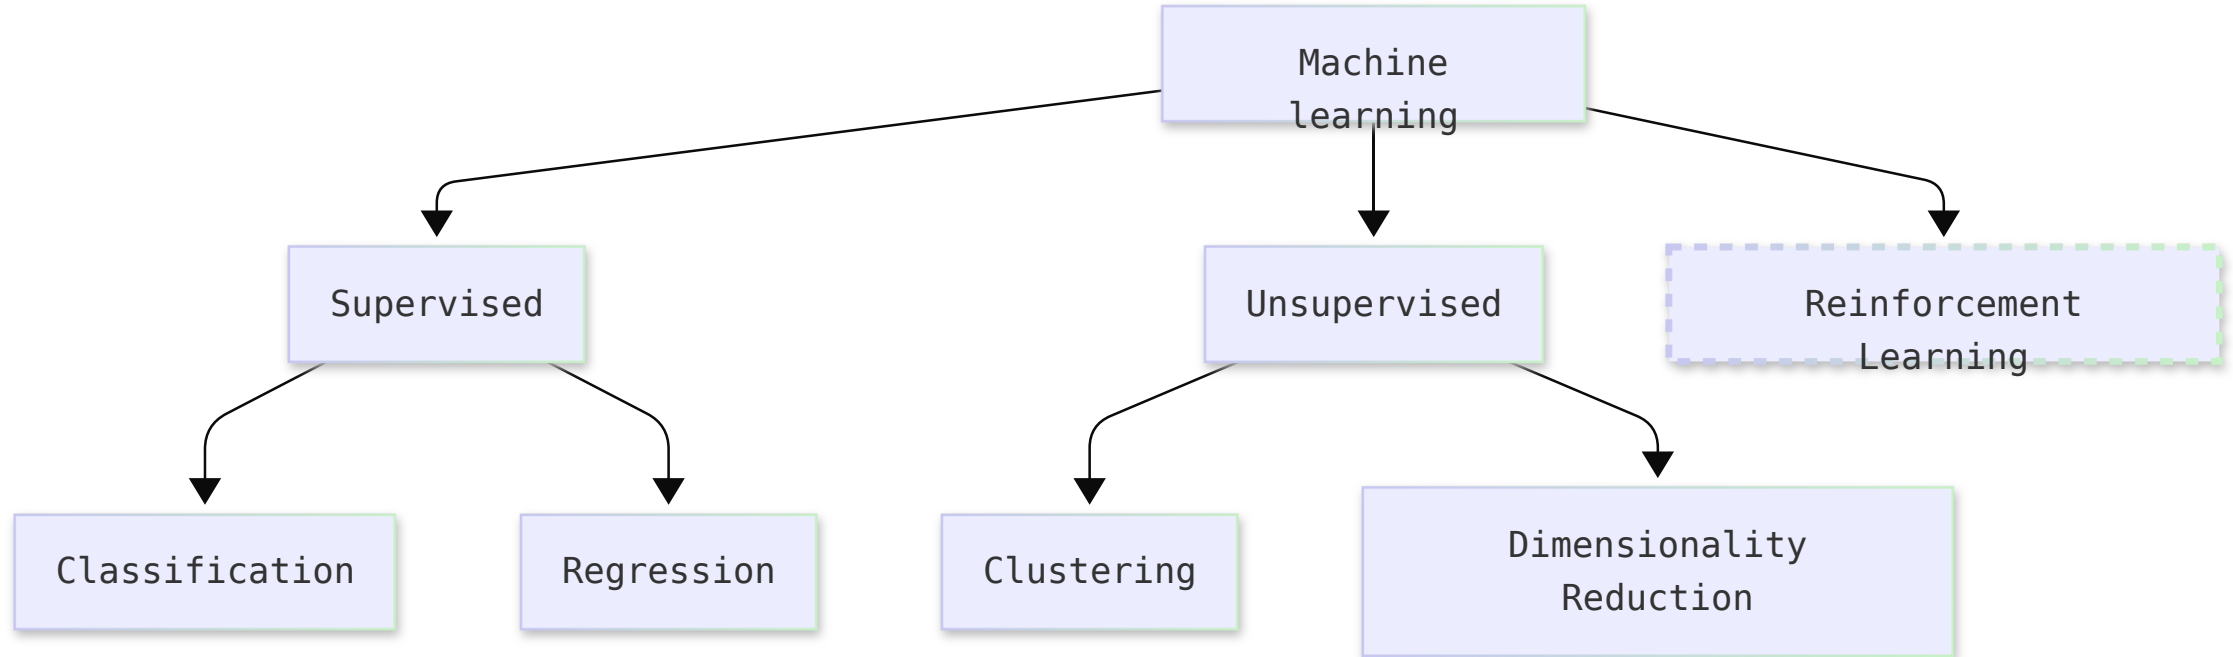 Machine
learning
Supervised
Unsupervised
Reinforcement
Learning
Classification
Regression
Clustering
Dimensionality
Reduction